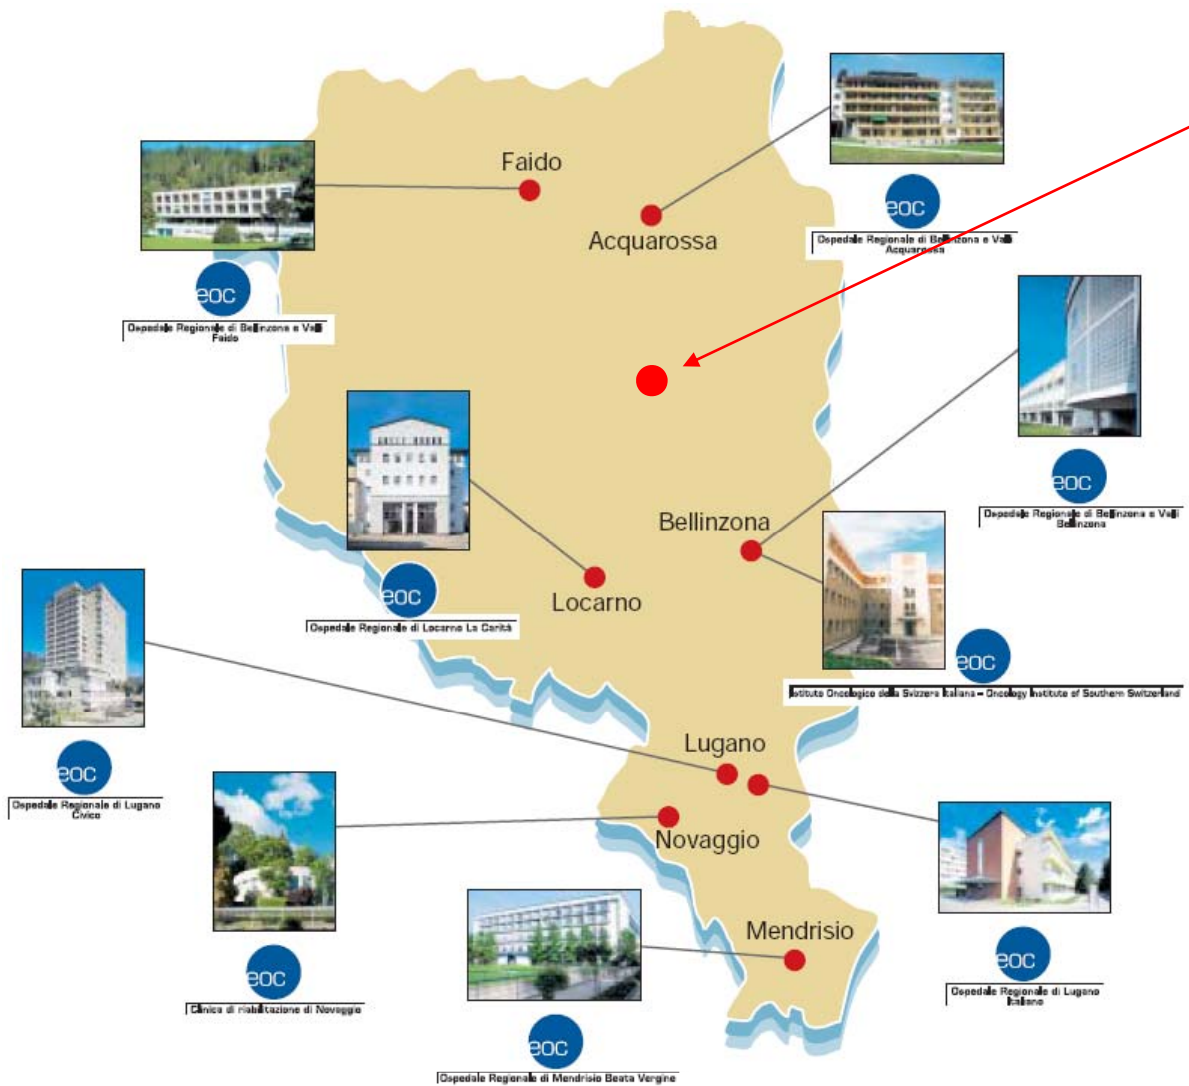 Faido
Acquarossa
eoc
Ospedale Regionale di Bellinzona e Valli
Acquarossa
eoc
Ospedale Regionale di Bellinzona e Valli
Faido
eoc
Ospedale Regionale di Bellinzona e Valli
Bellinzona
Bellinzona
Locarno
eoc
Ospedale Regionale di Locarno La Carità
eoc
Istituto Oncologico della Svizzera Italiana – Oncology Institute of Southern Switzerland
Lugano
eoc
Ospedale Regionale di Lugano
Civico
Novaggio
eoc
Clinica di riabilitazione di Novaggio
Mendrisio
eoc
Ospedale Regionale di Lugano
Italiano
eoc
Ospedale Regionale di Mendrisio Beata Vergine